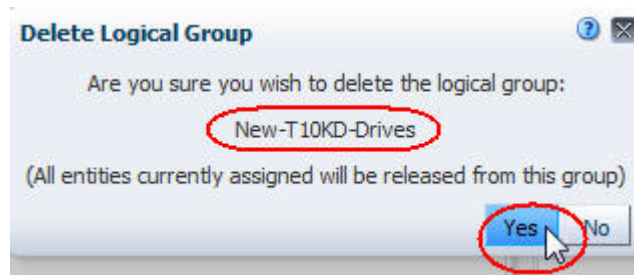 Delete Logical Group
Are you sure you wish to delete the logical group:
New-T10KD-Drives
(All entities currently assigned will be released from this group)
Yes No